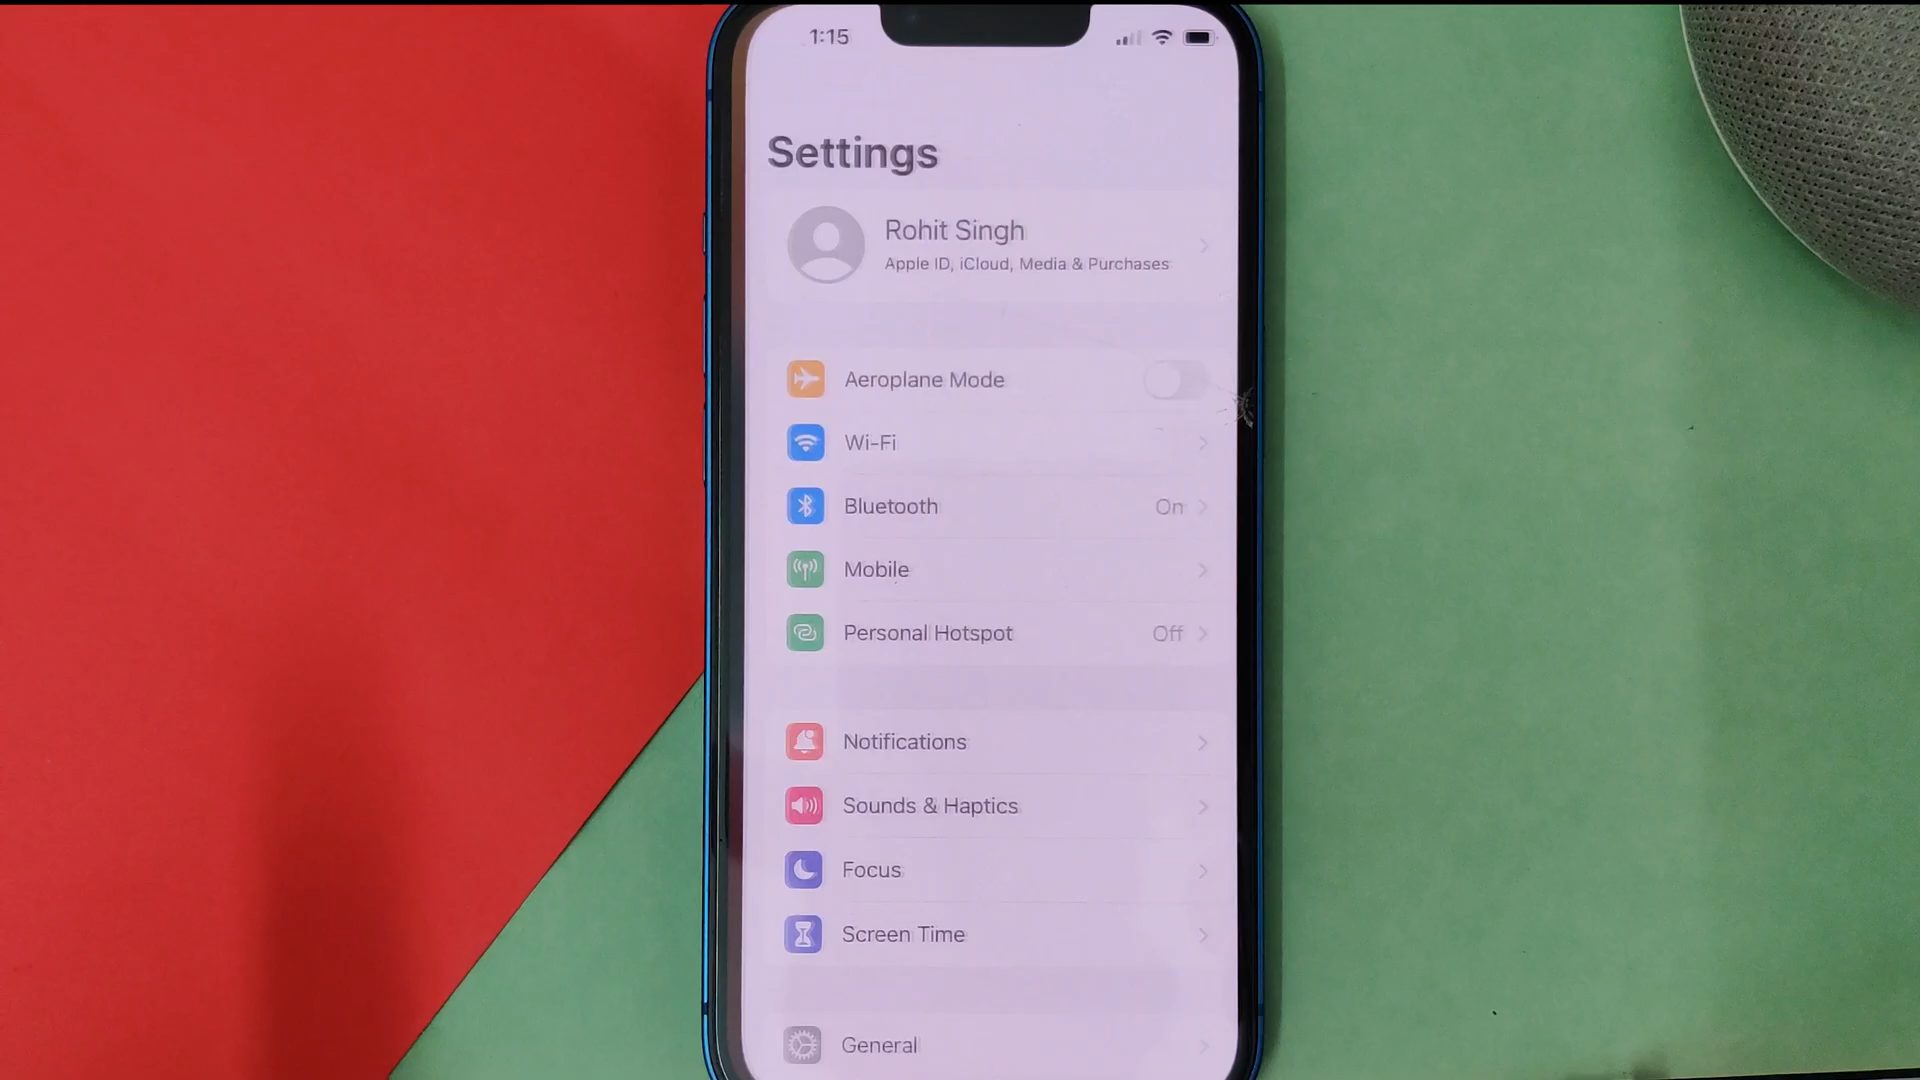 1:15
Settings
Rohit Singh
Apple ID, iCloud, Media & Purchases
Aeroplane Mode
Wi-Fi
Bluetooth On
Mobile
Personal Hotspot Off
Notifications
Sounds & Haptics
Focus
Screen Time
General